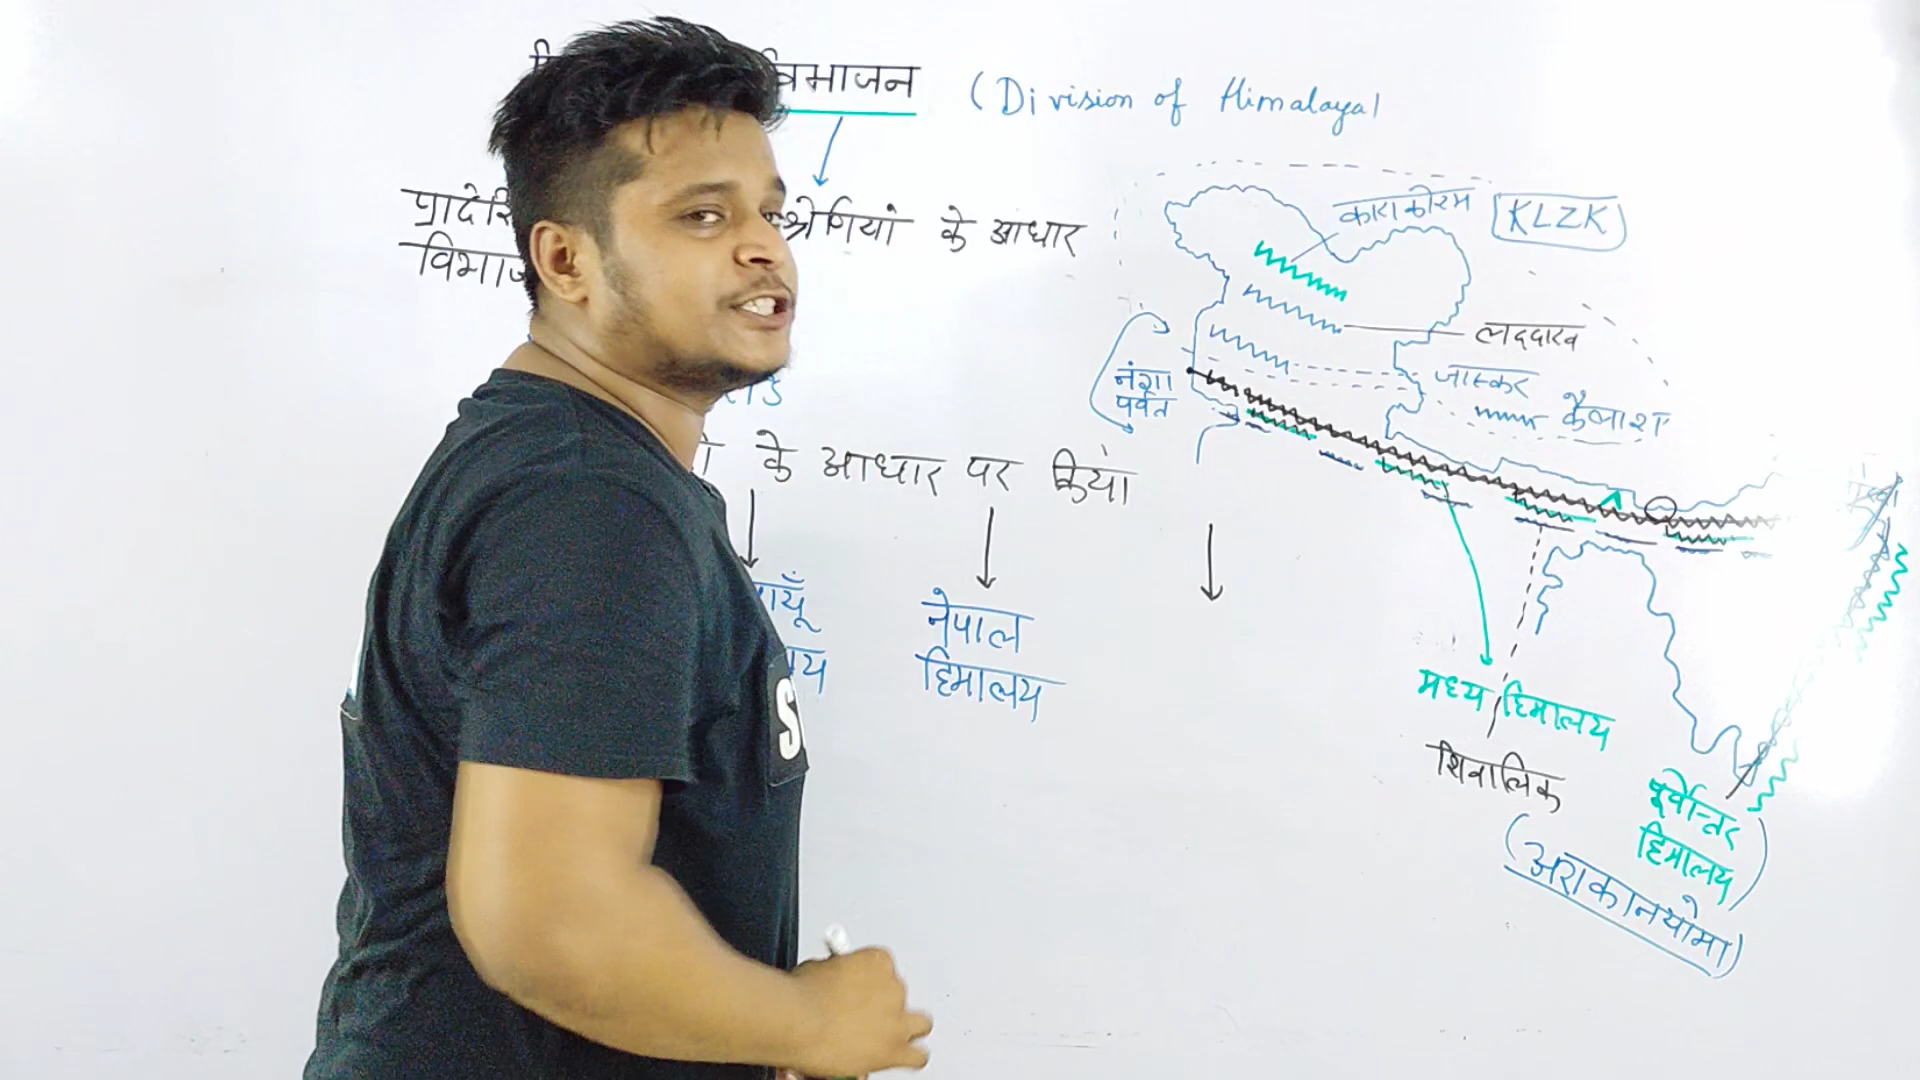 विभाजन (Division of Himalaya)
श्रेणियां के आधार
काराकोरम
KLZK
लद्दाख
जास्कर
कैलाश
नंगा
पर्वत
के आधार पर किया
नेपाल
हिमालय
मध्य हिमालय
शिवालिक
पूर्वोत्तर
हिमालय
(अराकानयोमा)